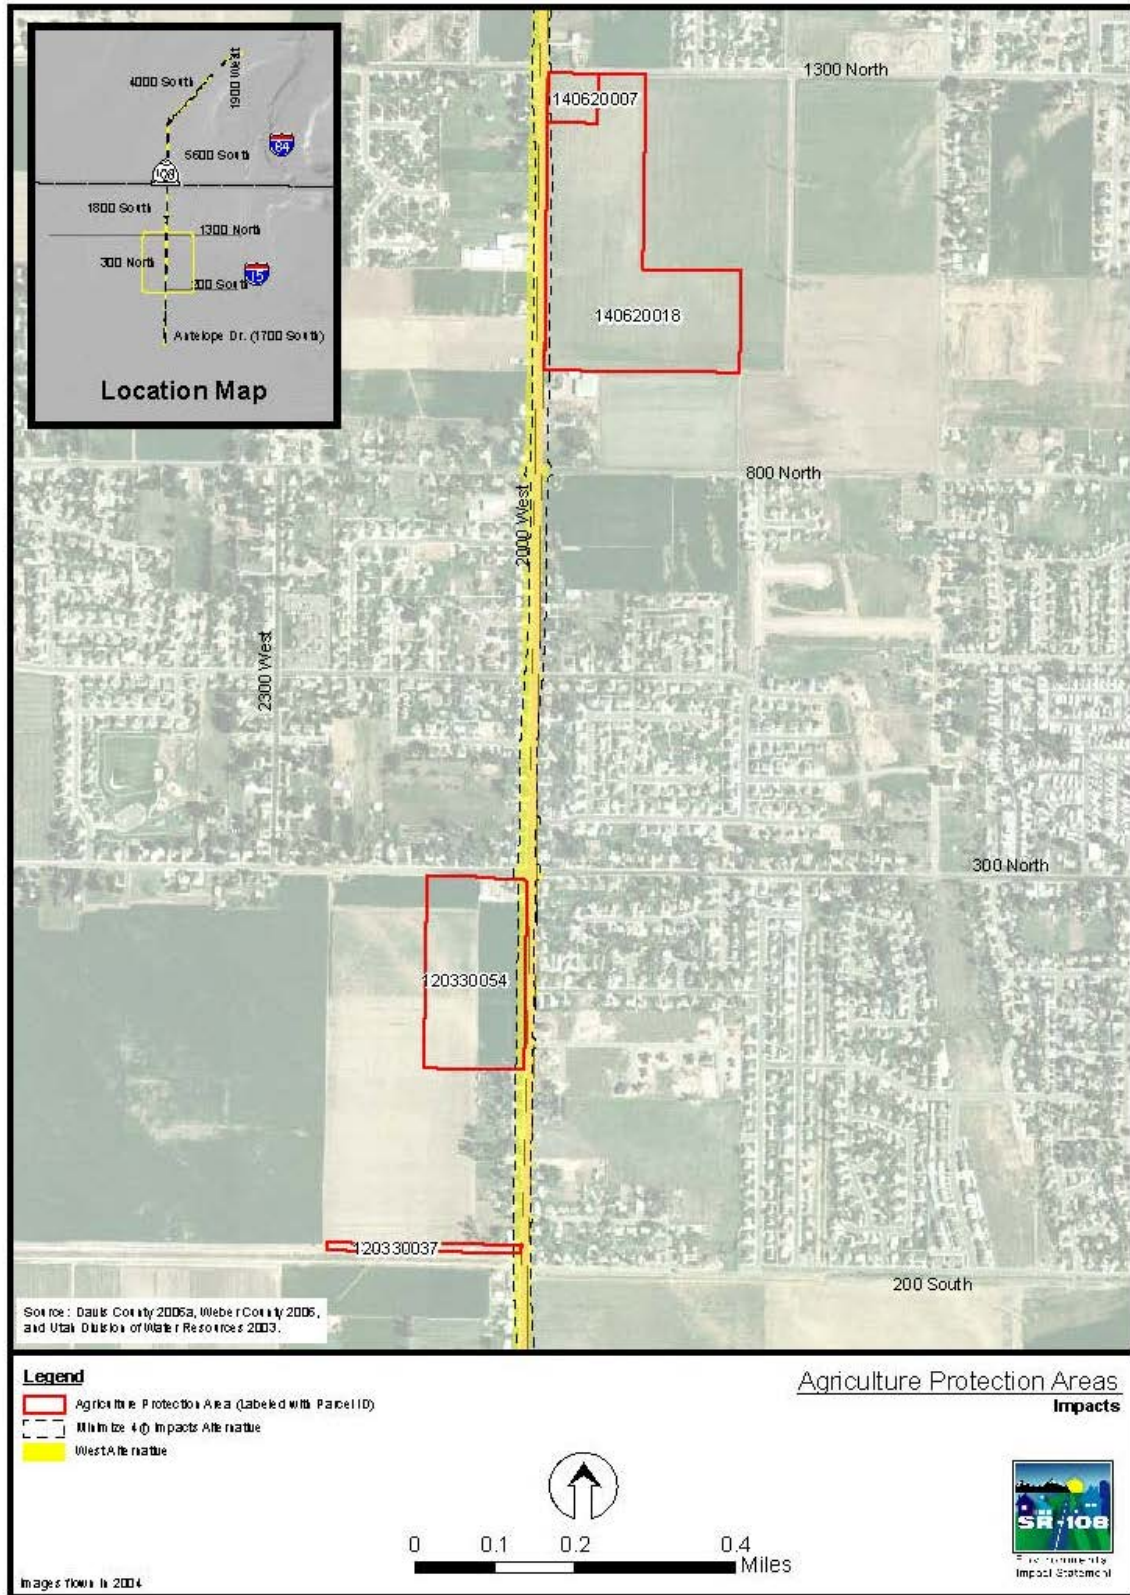 4000 South
1900 West
84
5600 South
108
1800 South
1300 North
300 North
15
200 South
Antelope Dr. (1700 South)
Location Map
1300 North
140620007
140620018
800 North
2000 West
2300 West
300 North
120330054
120330037
200 South
Source: Davis County 2006a, Weber County 2006,
and Utah Division of Water Resources 2003.
Legend
Agriculture Protection Area (Labeled with Parcel ID)
Minimize 4(f) Impacts Alternative
West Alternative
Agriculture Protection Areas
Impacts
0 0.1 0.2 0.4
Miles
SR-108
Environmental
Impact Statement
Images flown in 2004